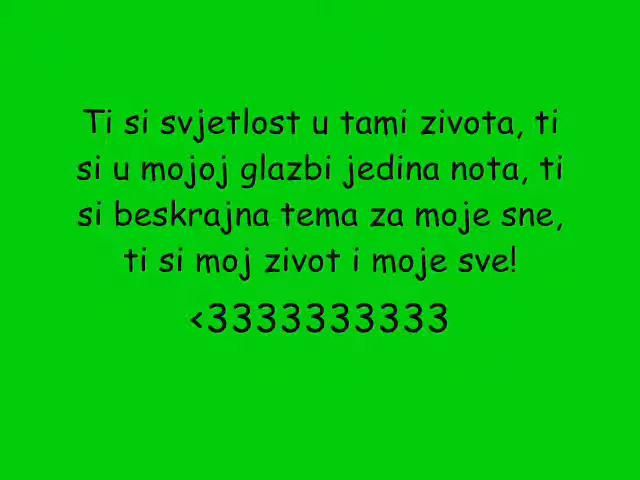 Ti si svjetlost u tami zivota, ti
si u mojoj glazbi jedina nota, ti
si beskrajna tema za moje sne,
ti si moj zivot i moje sve!
<3333333333